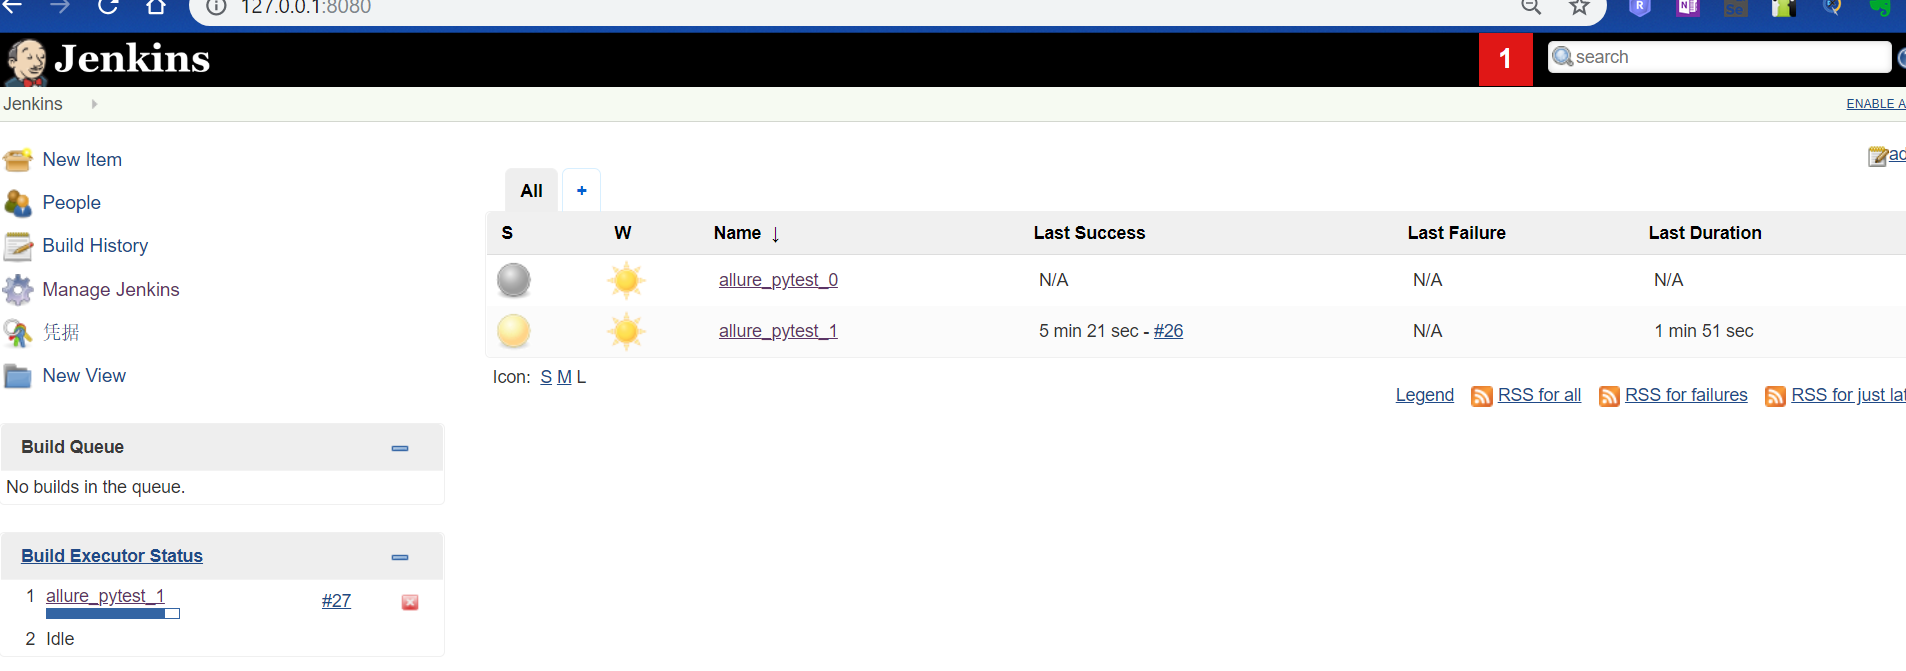 127.0.0.1:8080
Jenkins
1
search
Jenkins
ENABLE A
New Item
People
Build History
Manage Jenkins
凭据
New View
ad
All +
S W Name ↓ Last Success Last Failure Last Duration
allure_pytest_0 N/A N/A N/A
allure_pytest_1 5 min 21 sec - #26 N/A 1 min 51 sec
Icon: S M L
Legend RSS for all RSS for failures RSS for just lat
Build Queue
No builds in the queue.
Build Executor Status
1 allure_pytest_1 #27
2 Idle